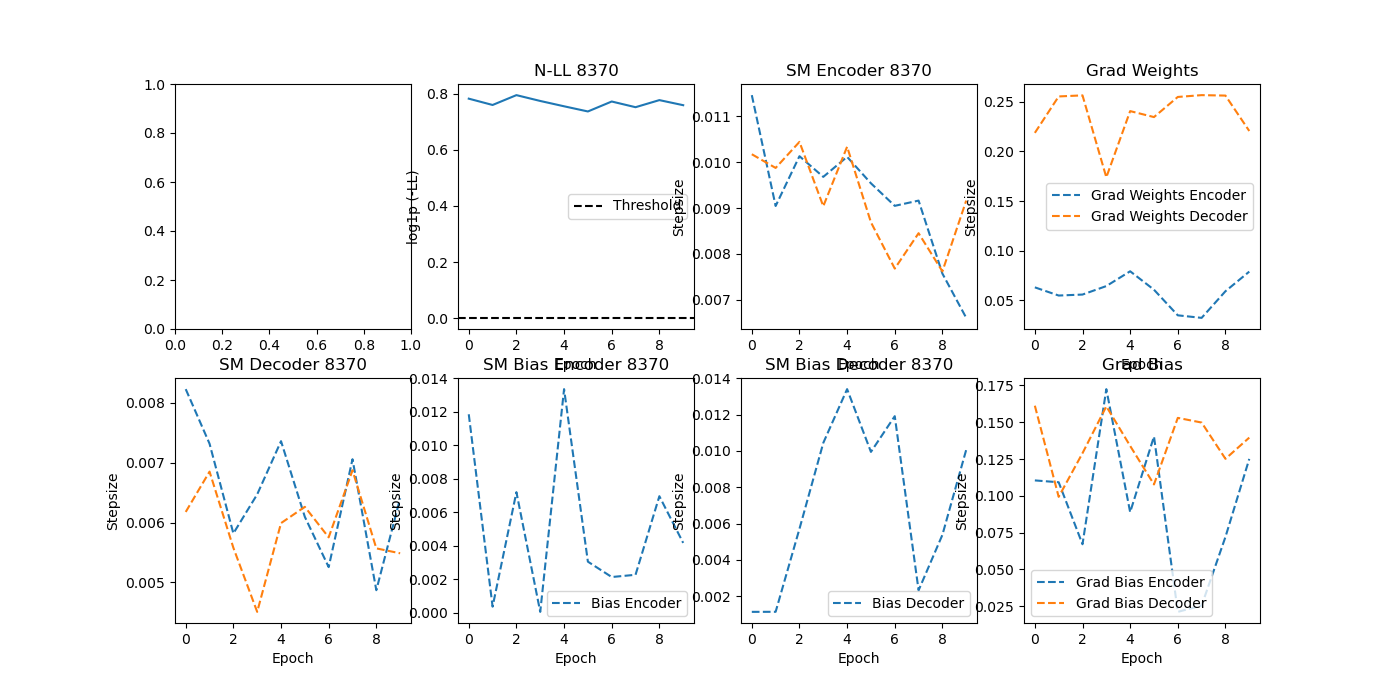 N-LL 8370
SM Encoder 8370
Grad Weights
1.0
0.8
0.6
0.4
0.2
0.0
0.0 0.2 0.4 0.6 0.8 1.0
log1p (-LL)
0.8
0.6
0.4
0.2
0.0
Threshold
0 2 4 6 8
Epoch
Stepsize
0.011
0.010
0.009
0.008
0.007
0 2 4 6 8
Epoch
Stepsize
0.25
0.20
0.15
0.10
0.05
Grad Weights Encoder
Grad Weights Decoder
0 2 4 6 8
Epoch
SM Decoder 8370
SM Bias Encoder 8370
SM Bias Decoder 8370
Grad Bias
Stepsize
0.008
0.007
0.006
0.005
0 2 4 6 8
Epoch
Stepsize
0.014
0.012
0.010
0.008
0.006
0.004
0.002
0.000
Bias Encoder
0 2 4 6 8
Epoch
Stepsize
0.014
0.012
0.010
0.008
0.006
0.004
0.002
Bias Decoder
0 2 4 6 8
Epoch
Stepsize
0.175
0.150
0.125
0.100
0.075
0.050
0.025
Grad Bias Encoder
Grad Bias Decoder
0 2 4 6 8
Epoch